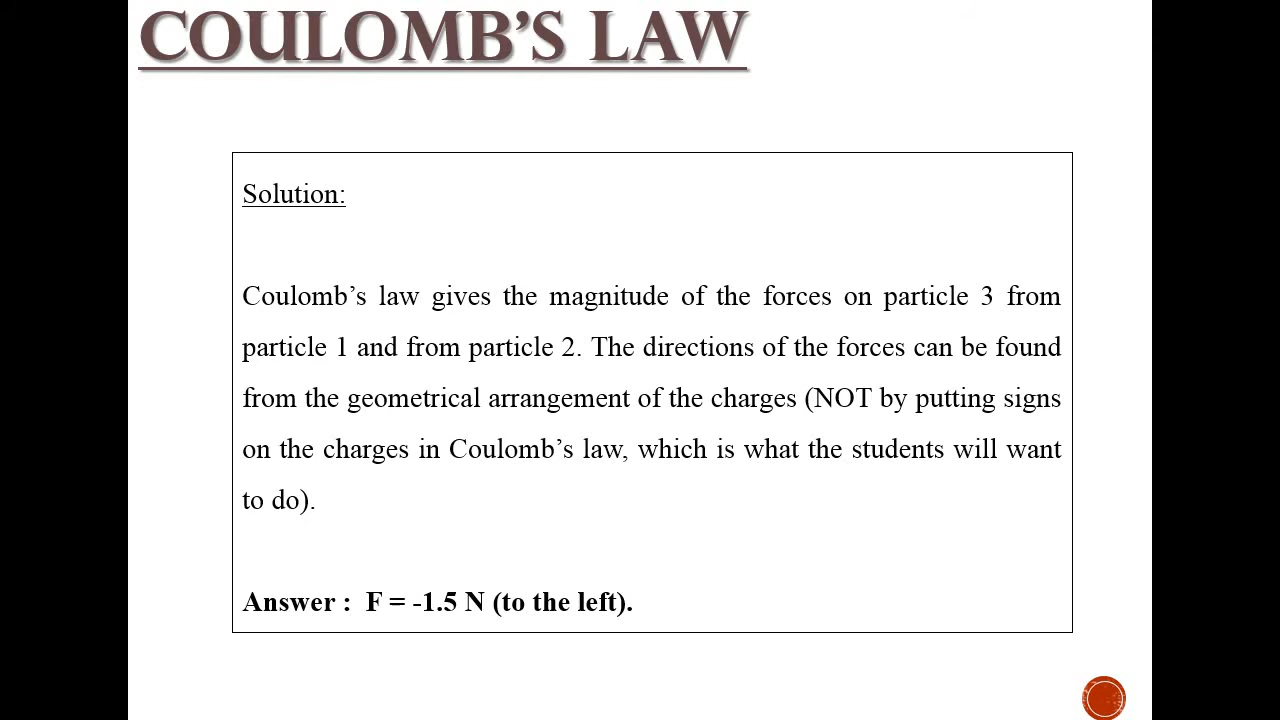 COULOMB’S LAW
Solution:
Coulomb’s law gives the magnitude of the forces on particle 3 from
particle 1 and from particle 2. The directions of the forces can be found
from the geometrical arrangement of the charges (NOT by putting signs
on the charges in Coulomb’s law, which is what the students will want
to do).
Answer : F = -1.5 N (to the left).